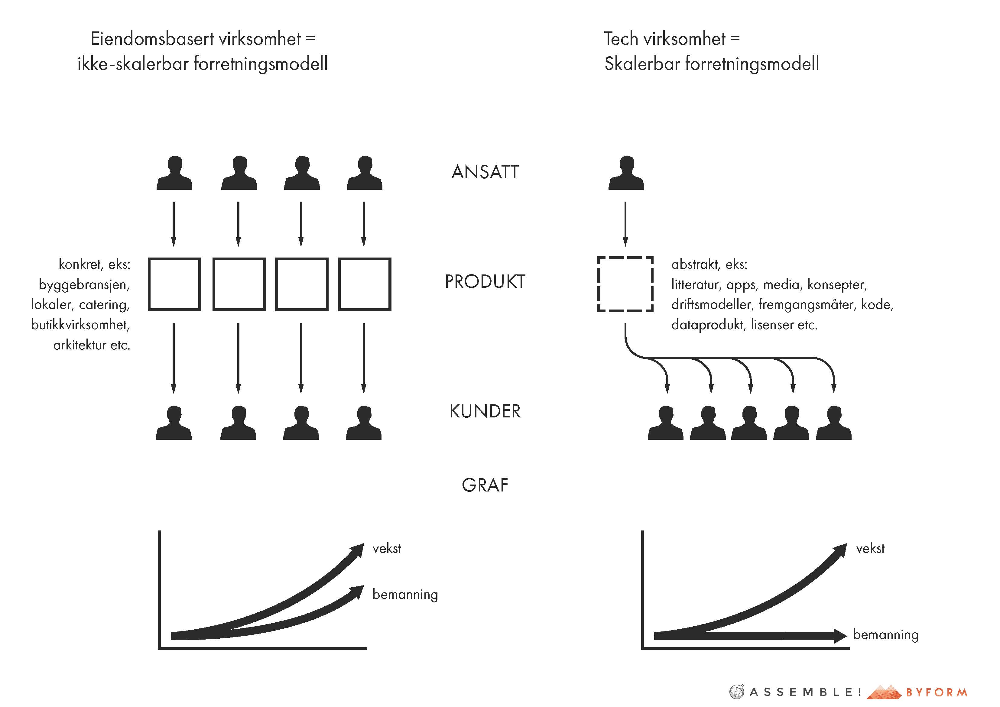 Eiendomsbasert virksomhet =
ikke-skalerbar forretningsmodell
Tech virksomhet =
Skalerbar forretningsmodell
ANSATT
konkret, eks:
byggebransjen,
lokaler, catering,
butikkvirksomhet,
arkitektur etc.
PRODUKT
abstrakt, eks:
litteratur, apps, media, konsepter,
driftsmodeller, fremgangsmåter, kode,
dataprodukt, lisenser etc.
KUNDER
GRAF
vekst
bemanning
vekst
bemanning
ASSEMBLE!
BYFORM